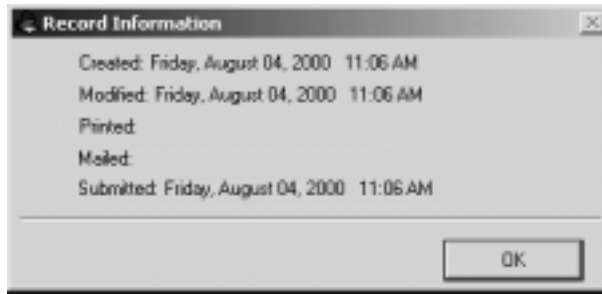 Record Information
Created: Friday, August 04, 2000 11:06 AM
Modified: Friday, August 04, 2000 11:06 AM
Printed:
Mailed:
Submitted: Friday, August 04, 2000 11:06 AM
OK